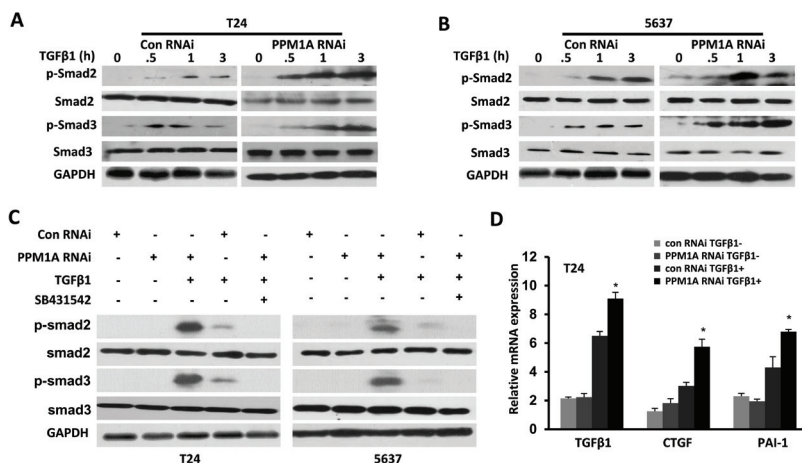 A
T24
Con RNAi PPM1A RNAi
TGFβ1 (h) 0 .5 1 3 0 .5 1 3
p-Smad2
Smad2
p-Smad3
Smad3
GAPDH
B
5637
Con RNAi PPM1A RNAi
TGFβ1 (h) 0 .5 1 3 0 .5 1 3
p-Smad2
Smad2
p-Smad3
Smad3
GAPDH
C
Con RNAi + - - + - + - - + -
PPM1A RNAi - + + - + - + + - +
TGFβ1 - - + + + - - + + +
SB431542 - - - - + - - - - +
p-smad2
smad2
p-smad3
smad3
GAPDH
T24 5637
D
con RNAi TGFβ1-
PPM1A RNAi TGFβ1-
con RNAi TGFβ1+
PPM1A RNAi TGFβ1+
T24
Relative mRNA expression
12
10
8
6
4
2
0
* * *
TGFβ1 CTGF PAI-1